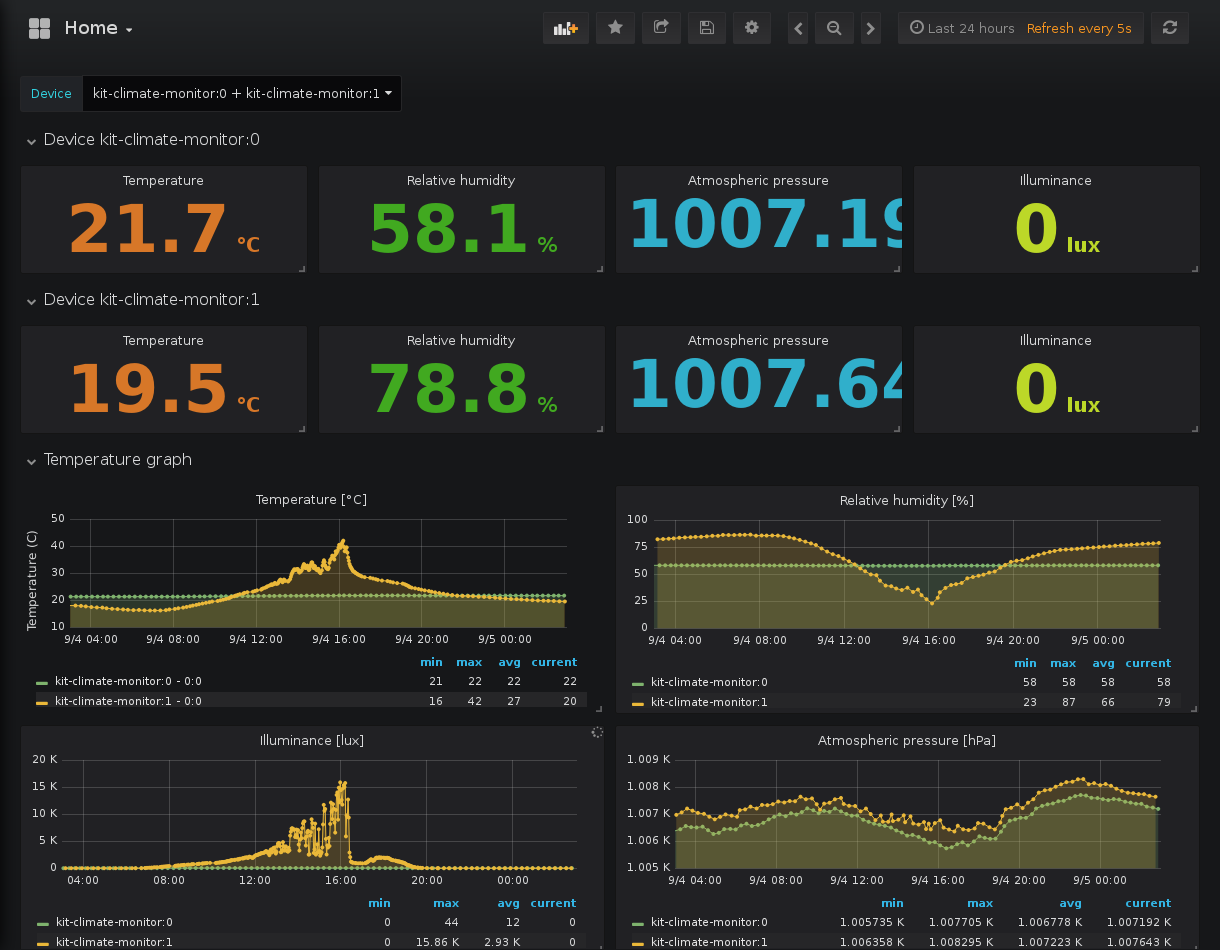 Home
Last 24 hours Refresh every 5s
Device kit-climate-monitor:0 + kit-climate-monitor:1
Device kit-climate-monitor:0
Temperature Relative humidity Atmospheric pressure Illuminance
21.7 °C 58.1 % 1007.19 0 lux
Device kit-climate-monitor:1
Temperature Relative humidity Atmospheric pressure Illuminance
19.5 °C 78.8 % 1007.64 0 lux
Temperature graph
Temperature [°C]
Temperature (C)
50
40
30
20
10
9/4 04:00 9/4 08:00 9/4 12:00 9/4 16:00 9/4 20:00 9/5 00:00
min max avg current
kit-climate-monitor:0 - 0:0 21 22 22 22
kit-climate-monitor:1 - 0:0 16 42 27 20
Relative humidity [%]
100
75
50
25
0
9/4 04:00 9/4 08:00 9/4 12:00 9/4 16:00 9/4 20:00 9/5 00:00
min max avg current
kit-climate-monitor:0 58 58 58 58
kit-climate-monitor:1 23 87 66 79
Illuminance [lux]
20 K
15 K
10 K
5 K
0
04:00 08:00 12:00 16:00 20:00 00:00
min max avg current
kit-climate-monitor:0 0 44 12 0
kit-climate-monitor:1 0 15.86 K 2.93 K 0
Atmospheric pressure [hPa]
1.009 K
1.008 K
1.007 K
1.006 K
1.005 K
9/4 04:00 9/4 08:00 9/4 12:00 9/4 16:00 9/4 20:00 9/5 00:00
min max avg current
kit-climate-monitor:0 1.005735 K 1.007705 K 1.006778 K 1.007192 K
kit-climate-monitor:1 1.006358 K 1.008295 K 1.007223 K 1.007643 K